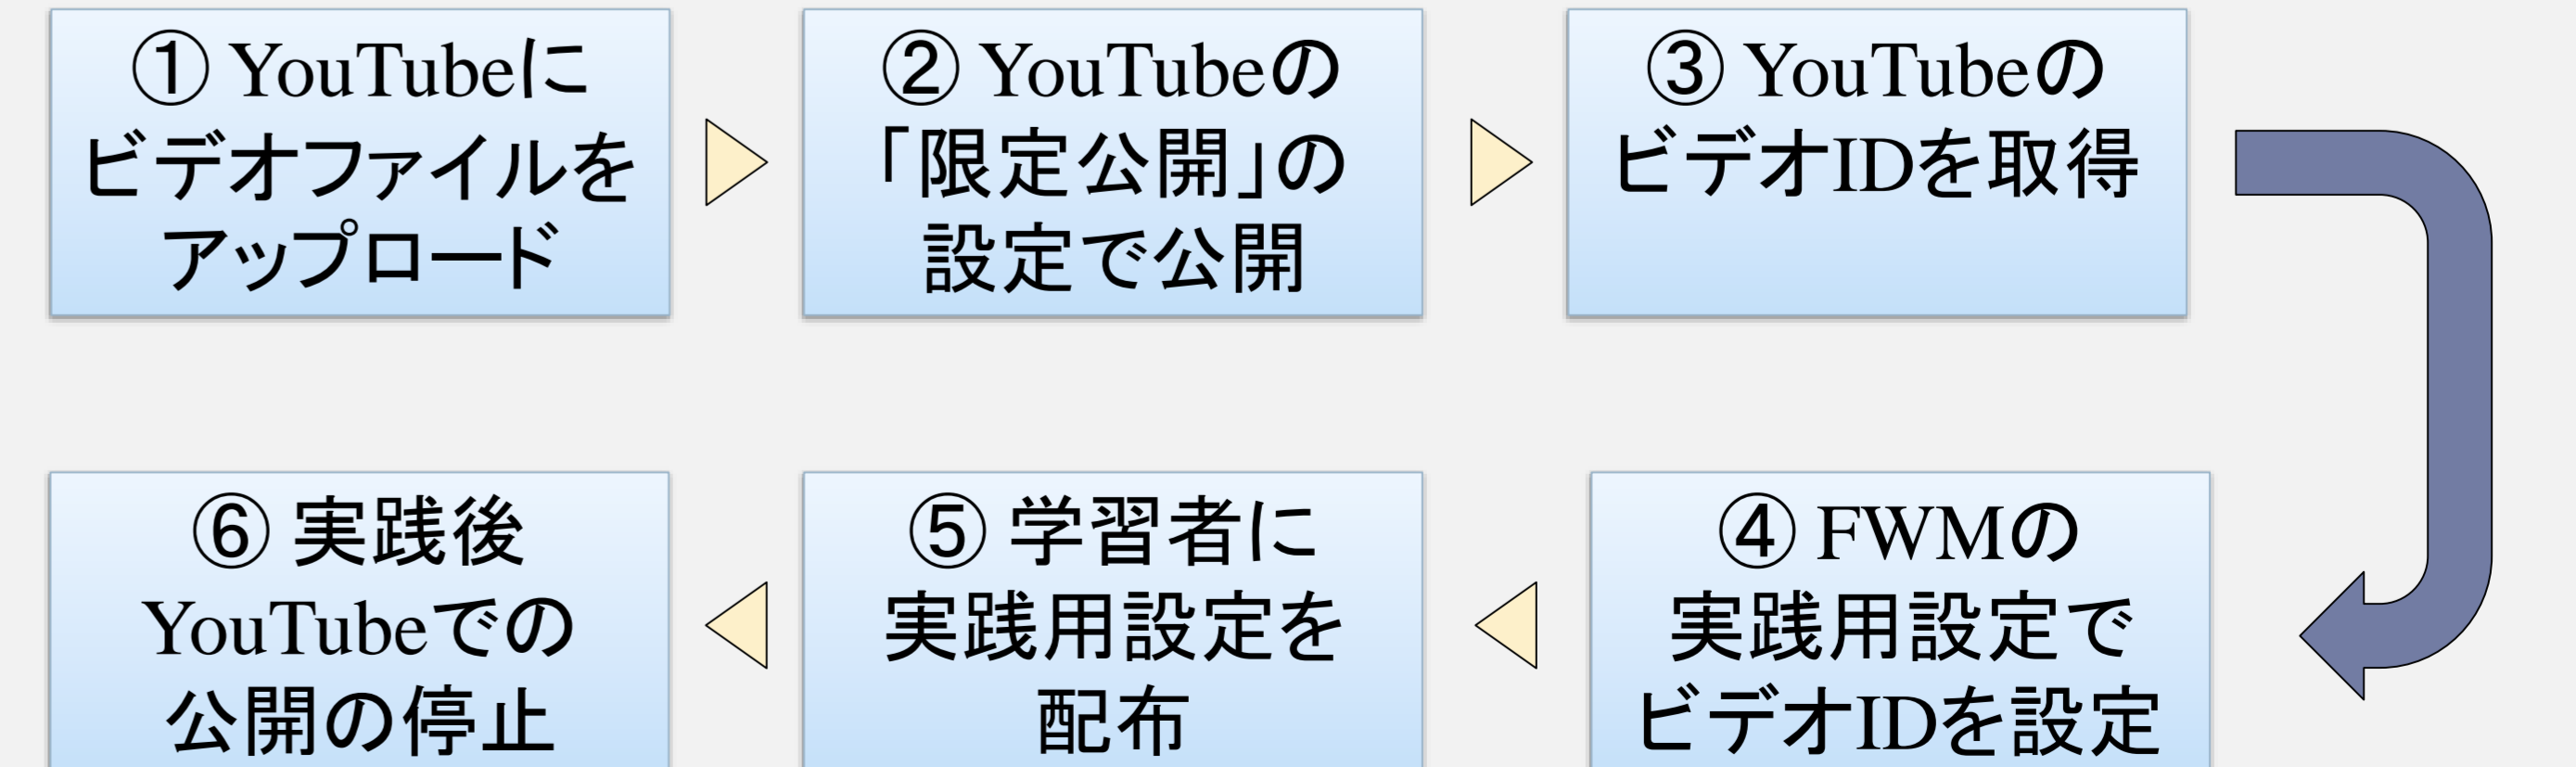 ① YouTubeに
ビデオファイルを
アップロード
② YouTubeの
「限定公開」の
設定で公開
③ YouTubeの
ビデオIDを取得
④ FWMの
実践用設定で
ビデオIDを設定
⑤ 学習者に
実践用設定を
配布
⑥ 実践後
YouTubeでの
公開の停止